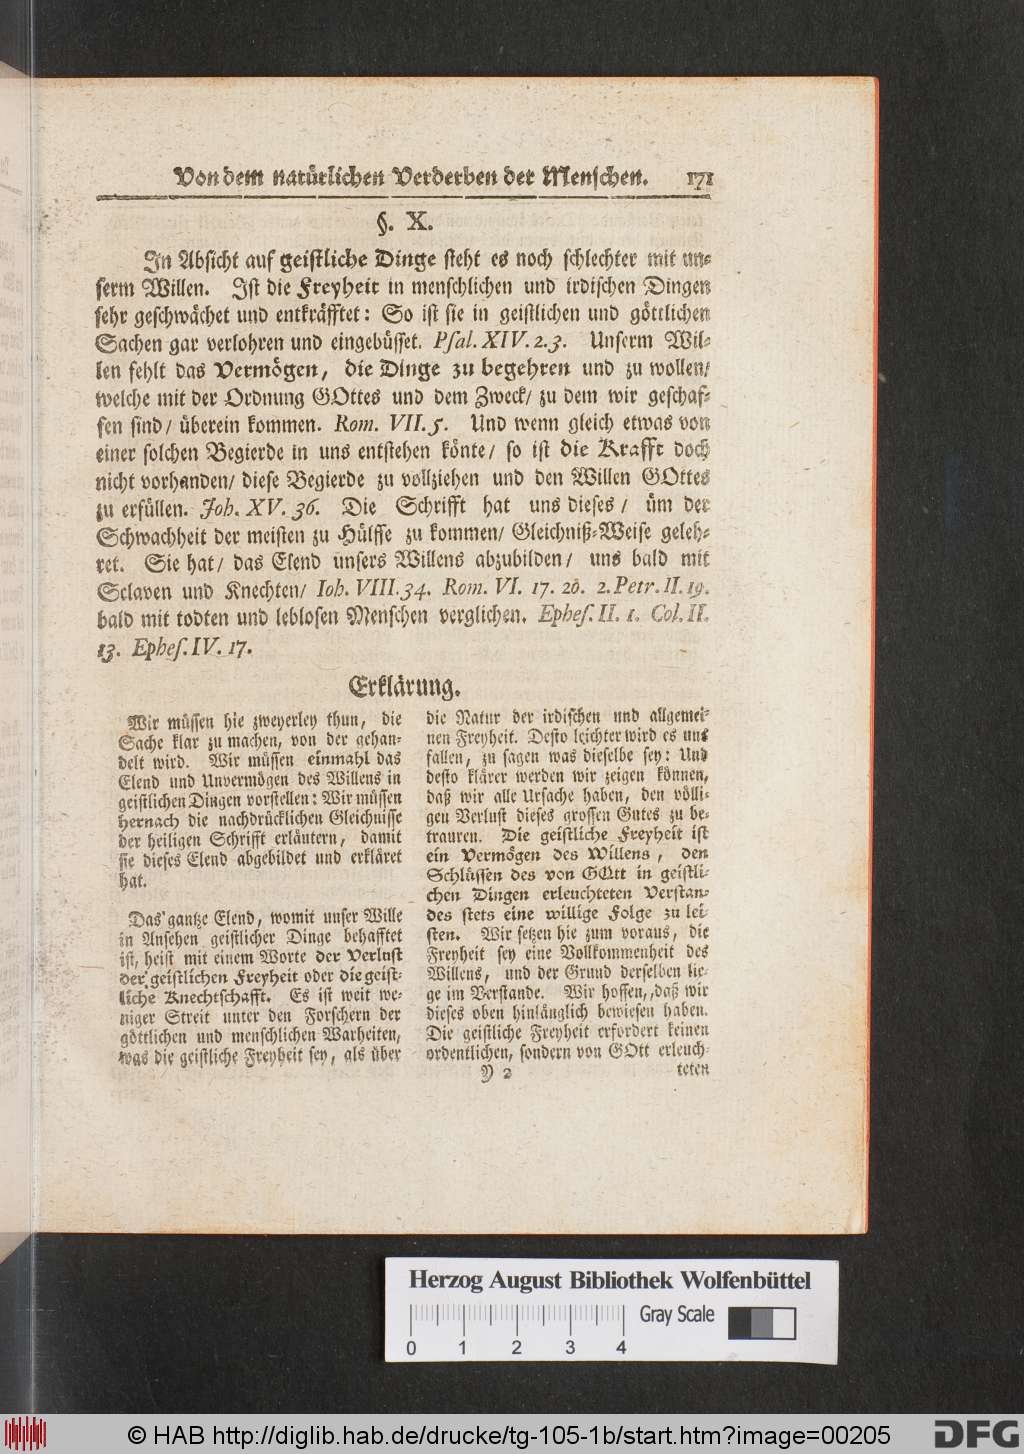 Von dem natürlichen Verderben der Menschen. 171
§. X.
In Absicht auf geistliche Dinge steht es noch schlechter mit un-
serm Willen. Ist die Freyheit in menschlichen und irdischen Dingen
sehr geschwächet und entkräfftet: So ist sie in geistlichen und göttlichen
Sachen gar verlohren und eingebüsset. Psal. XIV. 2. 3. Unserm Wil-
len fehlt das Vermögen, die Dinge zu begehren und zu wollen/
welche mit der Ordnung GOttes und dem Zweck/ zu dem wir geschaf-
fen sind/ überein kommen. Rom. VII. 5. Und wenn gleich etwas von
einer solchen Begierde in uns entstehen könte/ so ist die Krafft doch
nicht vorhanden/ diese Begierde zu vollziehen und den Willen GOttes
zu erfüllen. Joh. XV. 36. Die Schrifft hat uns dieses / üm der
Schwachheit der meisten zu Hülffe zu kommen/ Gleichniß-Weise geleh-
ret. Sie hat/ das Elend unsers Willens abzubilden/ uns bald mit
Sclaven und Knechten/ Ioh. VIII. 34. Rom. VI. 17. 20. 2. Petr. II. 19.
bald mit todten und leblosen Menschen verglichen. Ephes. II. 1. Col. II.
13. Ephes. IV. 17.
Erklärung.
Wir müssen hie zweyerley thun, die
Sache klar zu machen, von der gehan-
delt wird. Wir müssen einmahl das
Elend und Unvermögen des Willens in
geistlichen Dingen vorstellen: Wir müssen
hernach die nachdrücklichen Gleichnisse
der heiligen Schrifft erläutern, damit
sie dieses Elend abgebildet und erkläret
hat.
Das gantze Elend, womit unser Wille
in Ansehen geistlicher Dinge behafftet
ist, heist mit einem Worte der Verlust
der geistlichen Freyheit oder die geist-
liche Knechtschafft. Es ist weit we-
niger Streit unter den Forschern der
göttlichen und menschlichen Warheiten,
was die geistliche Freyheit sey, als über
die Natur der irdischen und allgemei-
nen Freyheit. Desto leichter wird es uns
fallen, zu sagen was dieselbe sey: Und
desto klärer werden wir zeigen können,
daß wir alle Ursache haben, den völli-
gen Verlust dieses grossen Gutes zu be-
trauren. Die geistliche Freyheit ist
ein Vermögen des Willens, den
Schlüssen des von GOtt in geistli-
chen Dingen erleuchteten Verstan-
des stets eine willige Folge zu lei-
sten. Wir setzen hie zum voraus, die
Freyheit sey eine Vollkommenheit des
Willens, und der Grund derselben lie-
ge im Verstande. Wir hoffen, daß wir
dieses oben hinlänglich bewiesen haben.
Die geistliche Freyheit erfordert keinen
ordentlichen, sondern von GOtt erleuch-
Y 2 teten
Herzog August Bibliothek Wolfenbüttel
Gray Scale
0 1 2 3 4
© HAB http://diglib.hab.de/drucke/tg-105-1b/start.htm?image=00205
DFG